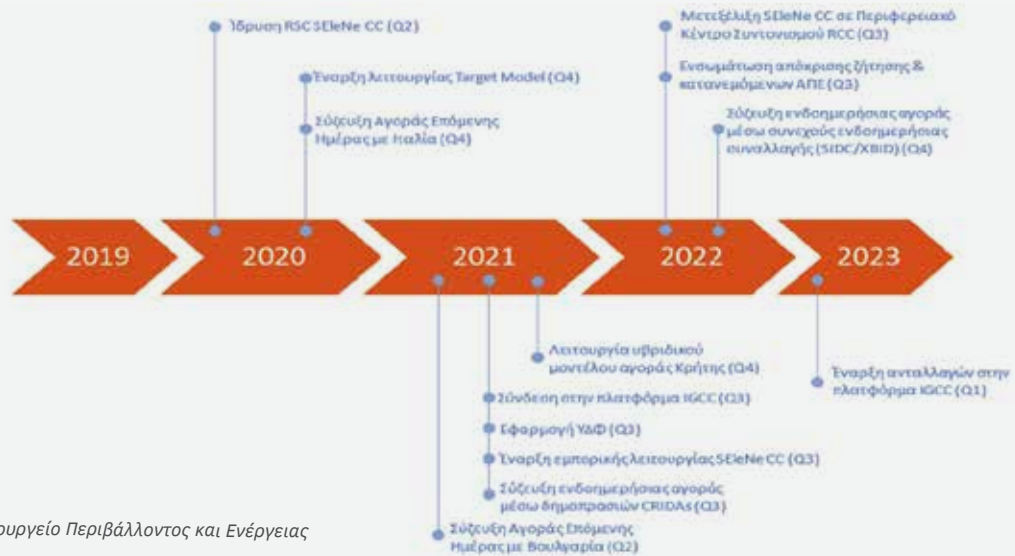 Ίδρυση RSC SEleNe CC (Q2)
Έναρξη λειτουργίας Target Model (Q4)
Σύζευξη Αγοράς Επόμενης
Ημέρας με Ιταλία (Q4)
Μετεξέλιξη SEleNe CC σε Περιφερειακό
Κέντρο Συντονισμού RCC (Q3)
Ενσωμάτωση απόκρισης ζήτησης &
κατανεμόμενων ΑΠΕ (Q3)
Σύζευξη ενδοημερήσιας αγοράς
μέσω συνεχούς ενδοημερήσιας
συναλλαγής (SIDC/XBID) (Q4)
2019
2020
2021
2022
2023
Λειτουργία υβριδικού
μοντέλου αγοράς Κρήτης (Q4)
Σύνδεση στην πλατφόρμα IGCC (Q3)
Εφαρμογή ΥΔΦ (Q3)
Έναρξη εμπορικής λειτουργίας SEleNe CC (Q3)
Σύζευξη ενδοημερήσιας αγοράς
μέσω δημοπρασιών CRIDAs (Q3)
Σύζευξη Αγοράς Επόμενης
Ημέρας με Βουλγαρία (Q2)
Έναρξη ανταλλαγών στην
πλατφόρμα IGCC (Q1)
ουργείο Περιβάλλοντος και Ενέργειας